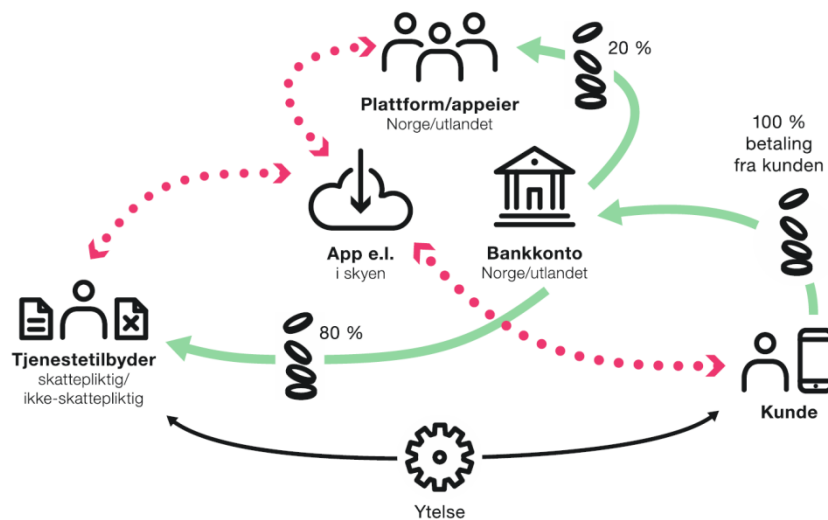 20 %
Plattform/appeier
Norge/utlandet
100 %
betaling
fra kunden
App e.l.
i skyen
Bankkonto
Norge/utlandet
80 %
Tjenestetilbyder
skattepliktig/
ikke-skattepliktig
Kunde
Ytelse